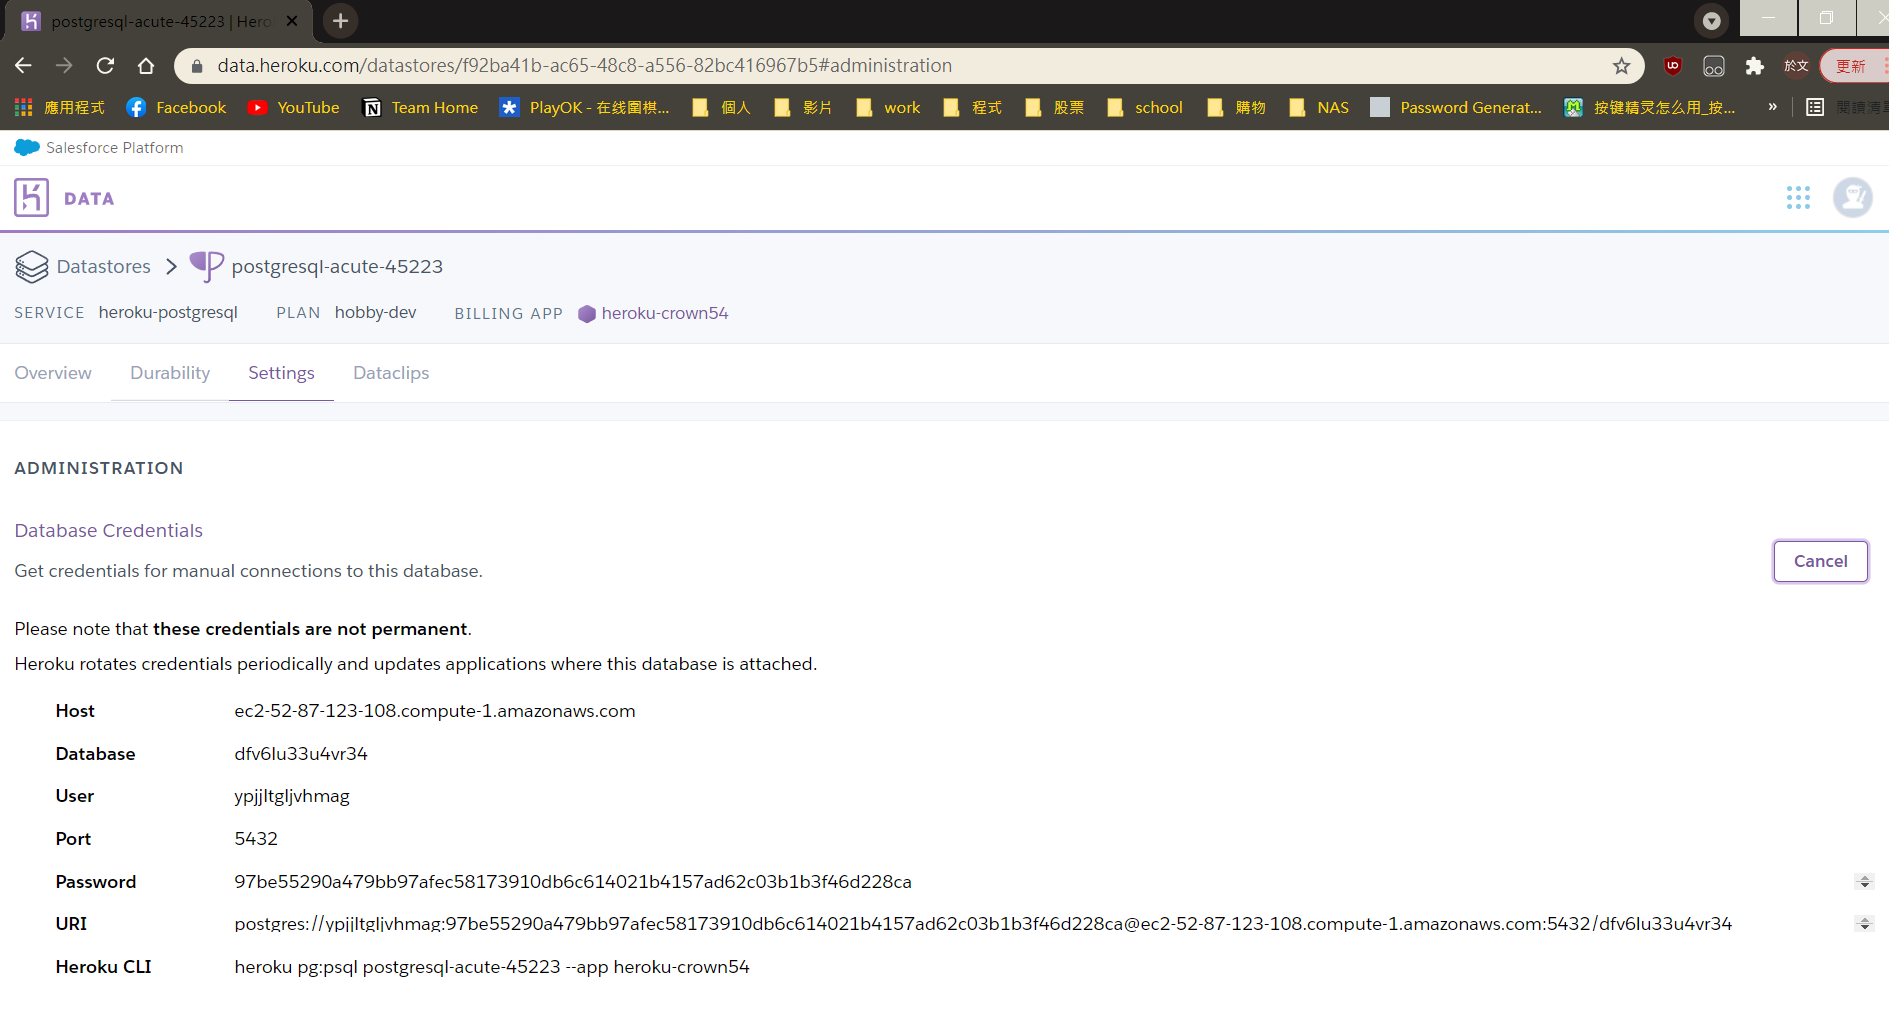 postgresql-acute-45223 | Hero
data.heroku.com/datastores/f92ba41b-ac65-48c8-a556-82bc416967b5#administration
於文
更新
應用程式 Facebook YouTube Team Home PlayOK - 在线圍棋... 個人 影片 work 程式 股票 school 購物 NAS Password Generat... 按键精灵怎么用_按... » 閱讀清單
Salesforce Platform
DATA
Datastores postgresql-acute-45223
SERVICE heroku-postgresql PLAN hobby-dev BILLING APP heroku-crown54
Overview Durability Settings Dataclips
ADMINISTRATION
Database Credentials
Get credentials for manual connections to this database.
Cancel
Please note that these credentials are not permanent.
Heroku rotates credentials periodically and updates applications where this database is attached.
Host ec2-52-87-123-108.compute-1.amazonaws.com
Database dfv6lu33u4vr34
User ypjjltgljvhmag
Port 5432
Password 97be55290a479bb97afec58173910db6c614021b4157ad62c03b1b3f46d228ca
URI postgres://ypjjltgljvhmag:97be55290a479bb97afec58173910db6c614021b4157ad62c03b1b3f46d228ca@ec2-52-87-123-108.compute-1.amazonaws.com:5432/dfv6lu33u4vr34
Heroku CLI heroku pg:psql postgresql-acute-45223 --app heroku-crown54